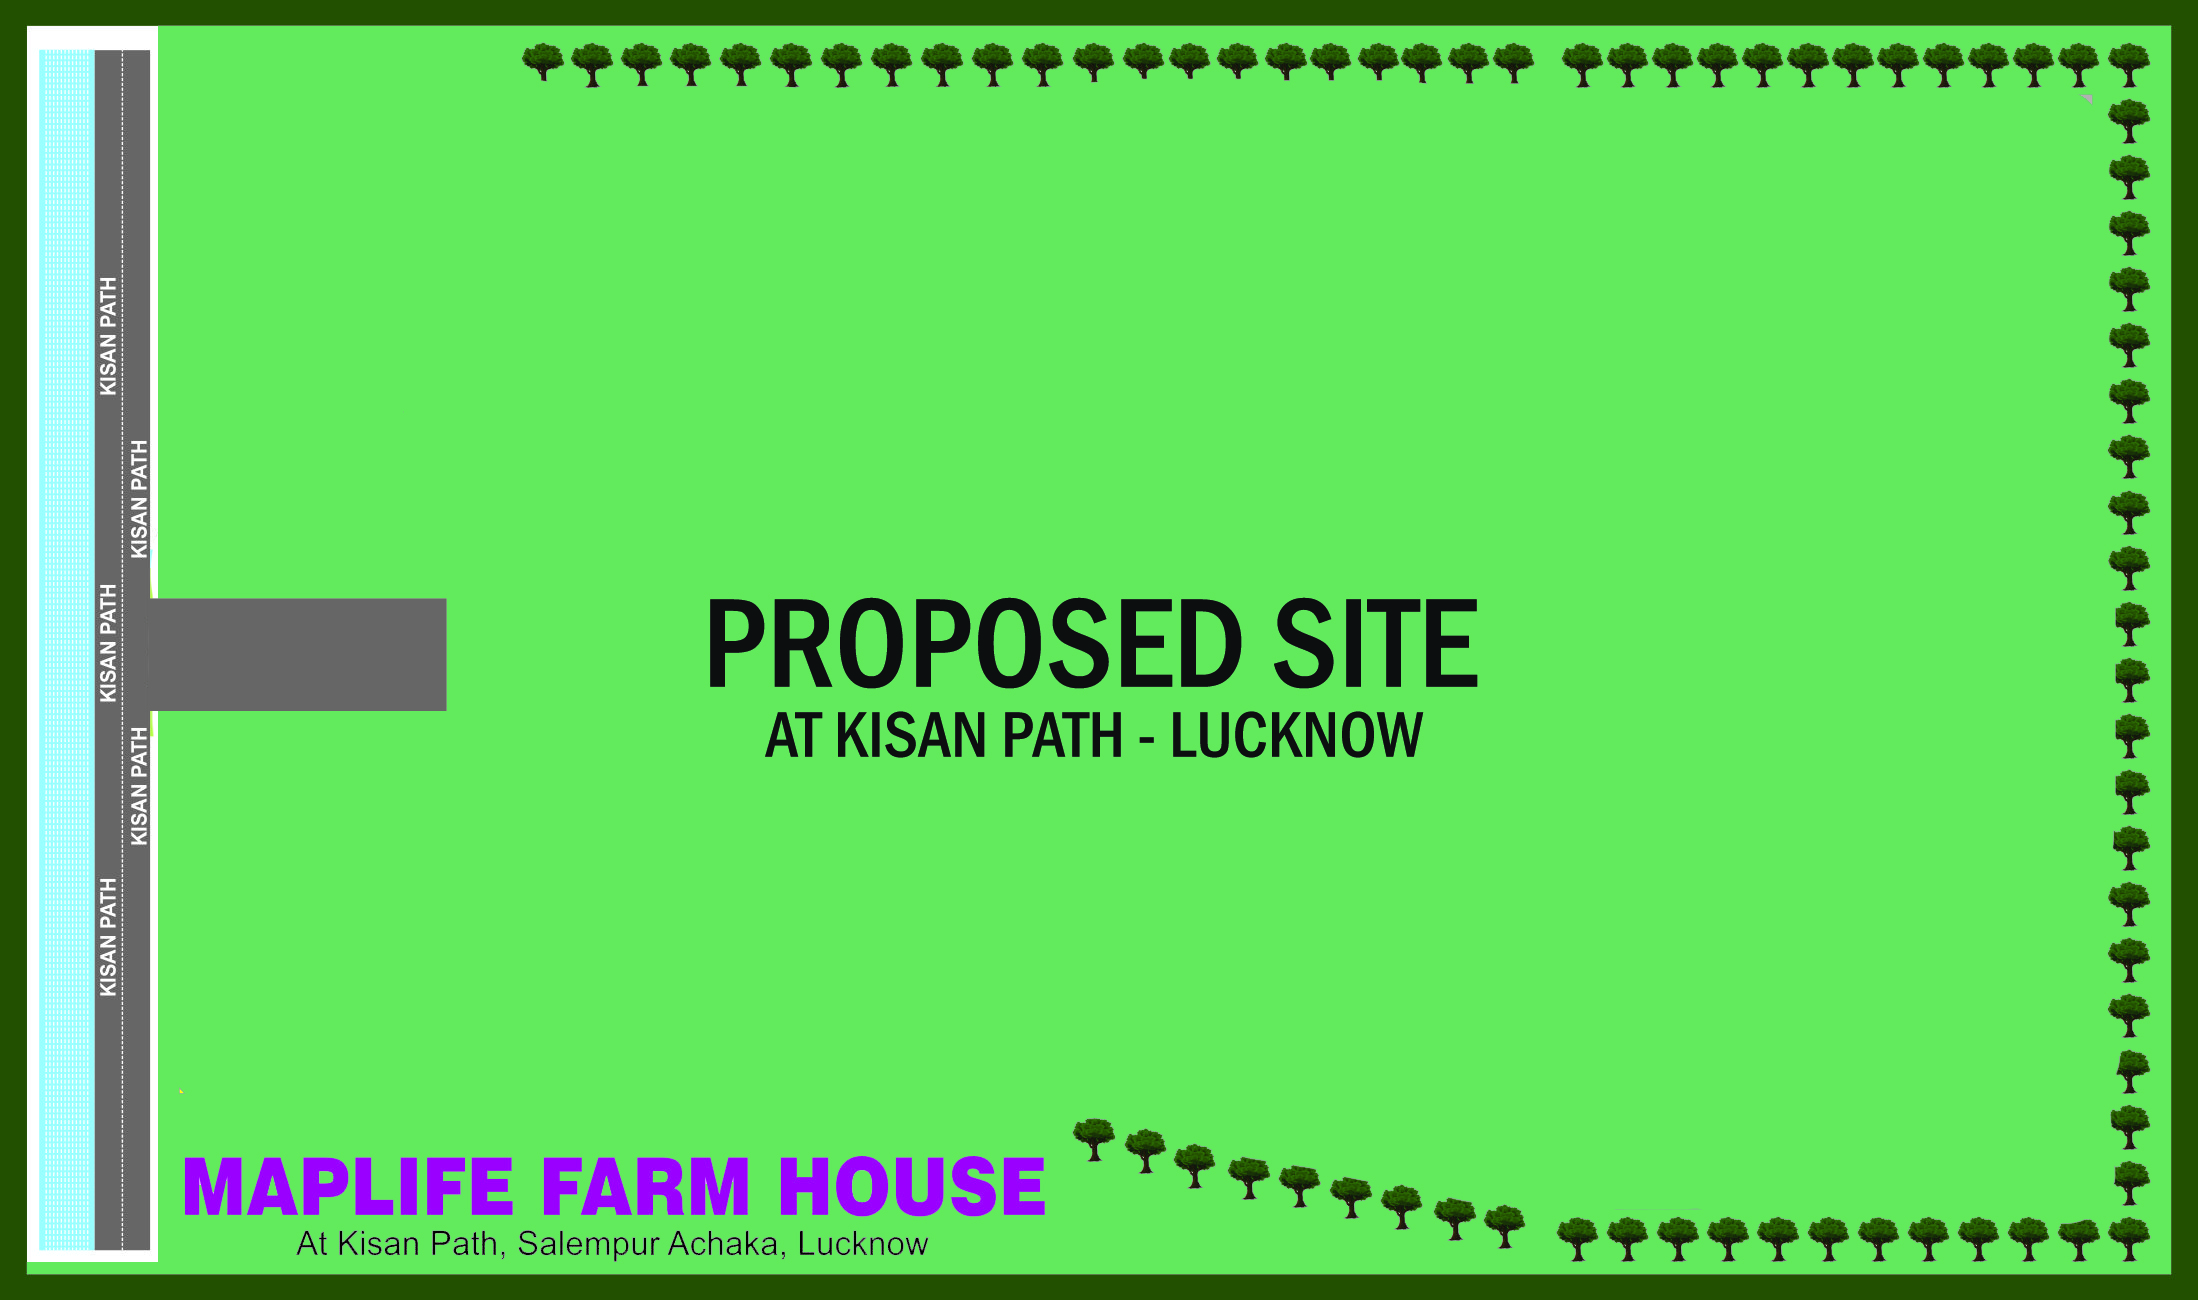 KISAN PATH
KISAN PATH
KISAN PATH
KISAN PATH
KISAN PATH
PROPOSED SITE
AT KISAN PATH - LUCKNOW
MAPLIFE FARM HOUSE
At Kisan Path, Salempur Achaka, Lucknow